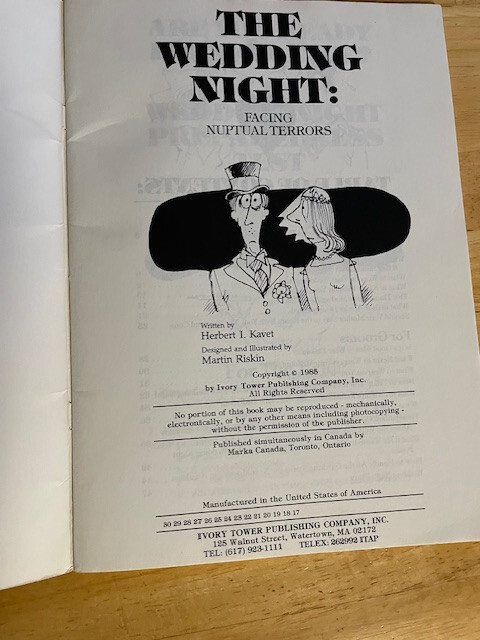 THE
WEDDING
NIGHT:
FACING
NUPTUAL TERRORS
Written by
Herbert I. Kavet
Designed and Illustrated by
Martin Riskin
Copyright © 1988
by Ivory Tower Publishing Company, Inc.
All Rights Reserved
No portion of this book may be reproduced - mechanically,
electronically, or by any other means including photocopying -
without the permission of the publisher.
Published simultaneously in Canada by
Marka Canada, Toronto, Ontario
Manufactured in the United States of America
30 29 28 27 26 25 24 23 22 21 20 19 18 17
IVORY TOWER PUBLISHING COMPANY, INC.
125 Walnut Street, Watertown, MA 02172
TEL: (617) 923-1111 TELEX: 262992 ITAP